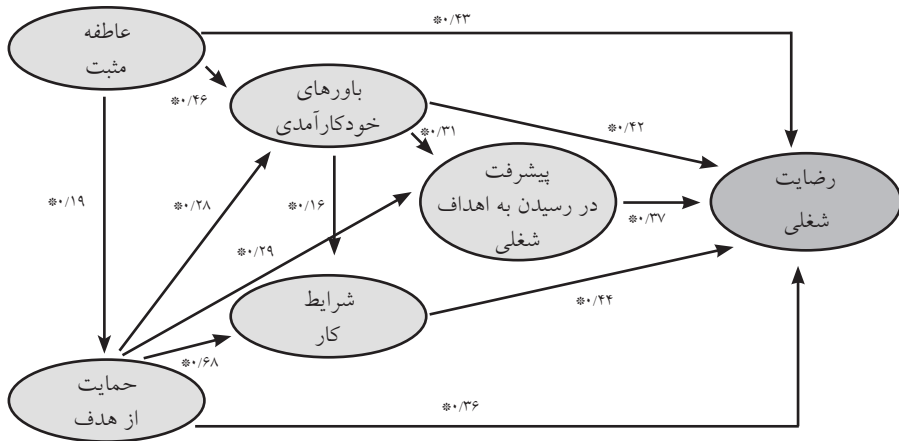 *۰/۴۳
عاطفه
مثبت
*۰/۴۶
باورهای
خودکارآمدی
*۰/۴۲
*۰/۳۱
پیشرفت
در رسیدن به اهداف
شغلی
رضایت
شغلی
*۰/۱۹
*۰/۲۸
*۰/۱۶
*۰/۳۷
*۰/۲۹
شرایط
کار
*۰/۴۴
*۰/۶۸
حمایت
از هدف
*۰/۳۶